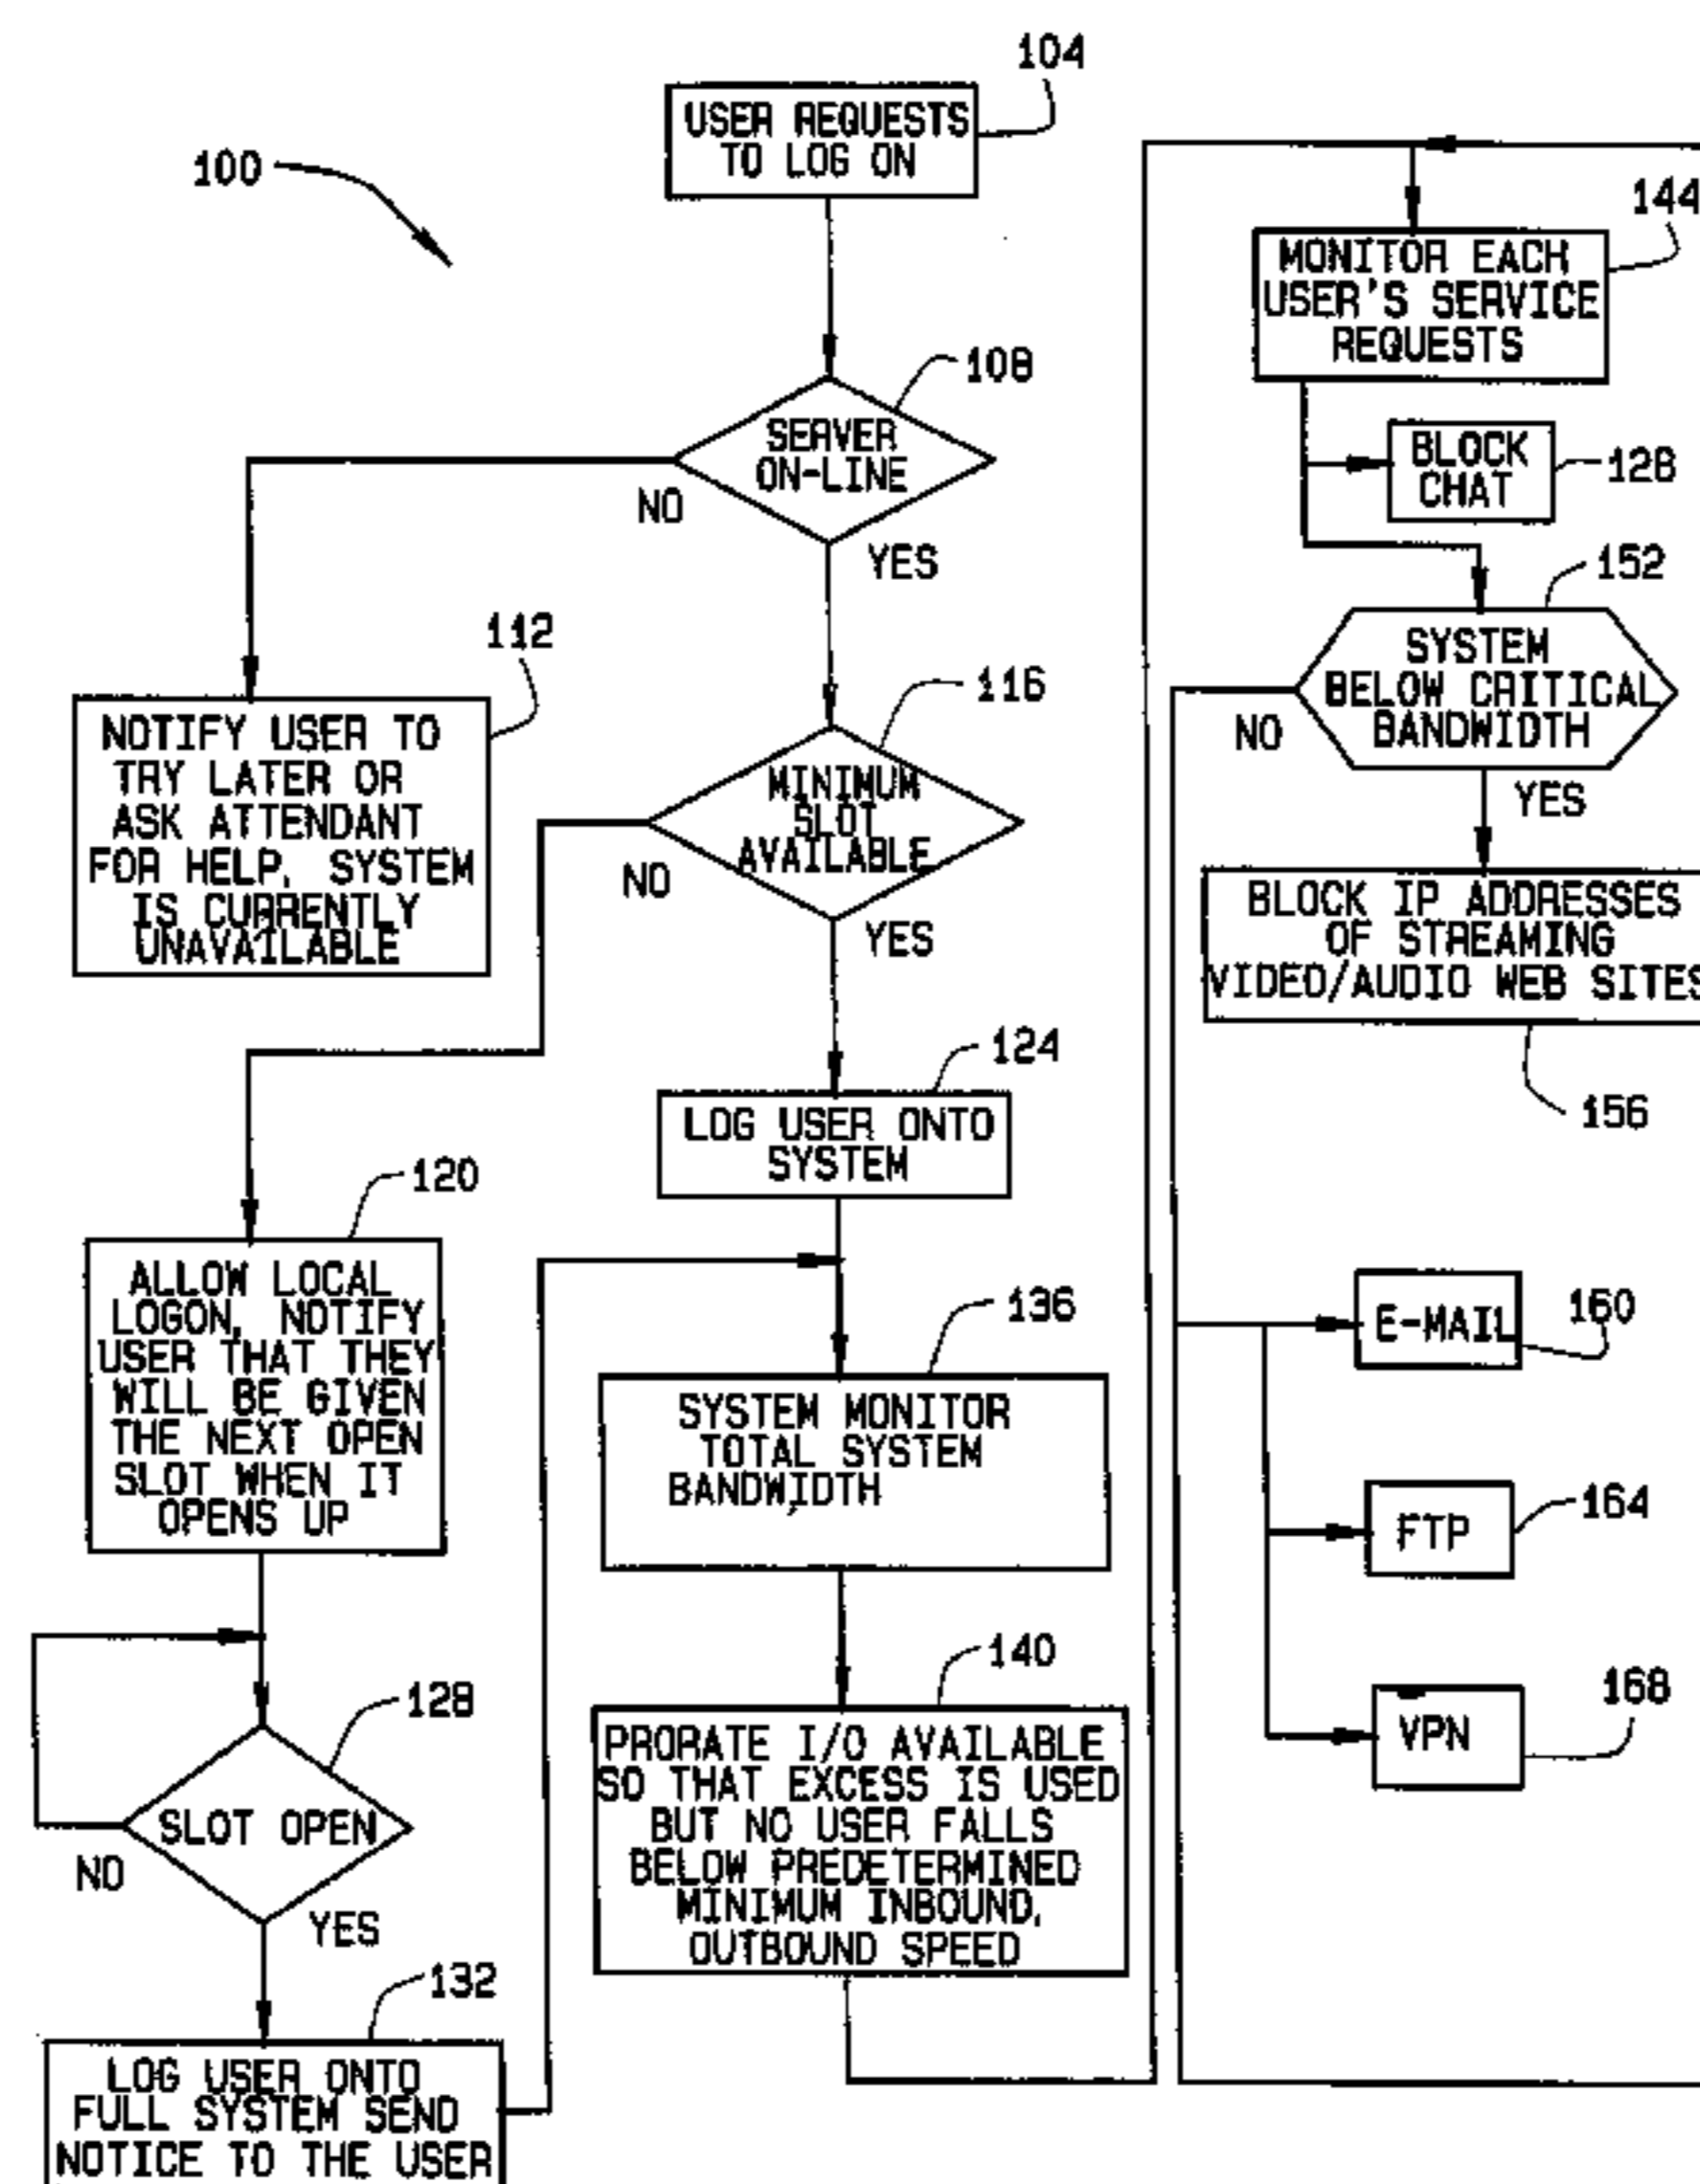 104
USER REQUESTS
TO LOG ON
100
108
SERVER
ON-LINE
NO
YES
112
NOTIFY USER TO
TRY LATER OR
ASK ATTENDANT
FOR HELP, SYSTEM
IS CURRENTLY
UNAVAILABLE
116
MINIMUM
SLOT
AVAILABLE
NO
YES
124
LOG USER ONTO
SYSTEM
120
ALLOW LOCAL
LOGON, NOTIFY
USER THAT THEY
WILL BE GIVEN
THE NEXT OPEN
SLOT WHEN IT
OPENS UP
128
SLOT OPEN
NO
YES
132
LOG USER ONTO
FULL SYSTEM SEND
NOTICE TO THE USER
136
SYSTEM MONITOR
TOTAL SYSTEM
BANDWIDTH
140
PRORATE I/O AVAILABLE
SO THAT EXCESS IS USED
BUT NO USER FALLS
BELOW PREDETERMINED
MINIMUM INBOUND,
OUTBOUND SPEED
144
MONITOR EACH
USER'S SERVICE
REQUESTS
BLOCK
CHAT
128
152
SYSTEM
BELOW CRITICAL
BANDWIDTH
NO
YES
BLOCK IP ADDRESSES
OF STREAMING
VIDEO/AUDIO WEB SITES
156
E-MAIL
160
FTP
164
VPN
168